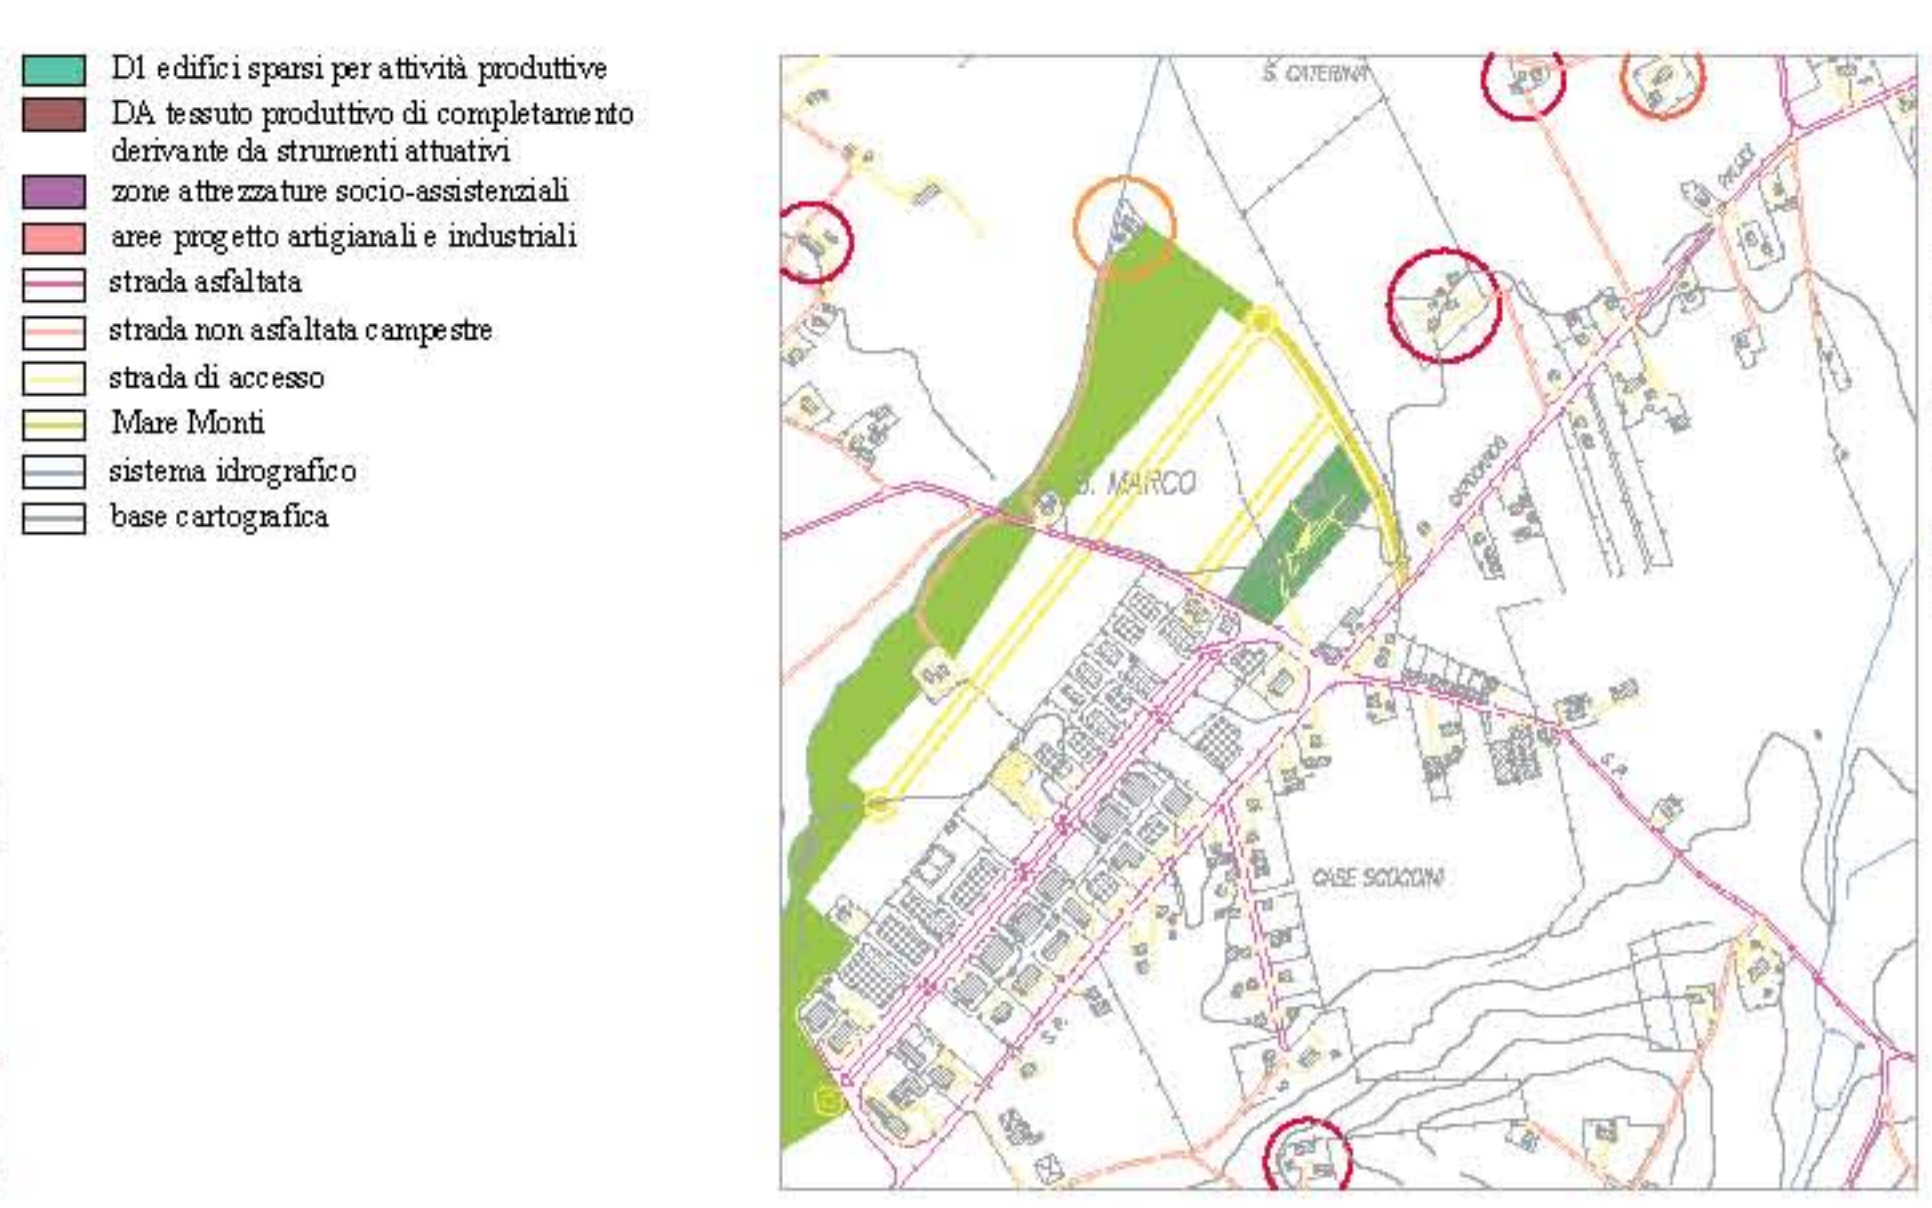 D1 edifici sparsi per attività produttive
DA tessuto produttivo di completamento
derivante da strumenti attuativi
zone attrezzature socio-assistenziali
aree progetto artigianali e industriali
strada asfaltata
strada non asfaltata campestre
strada di accesso
Mare Monti
sistema idrografico
base cartografica
S. CATERINA
S. MARCO
CASE SCOCCINI
S. P.
S. P.